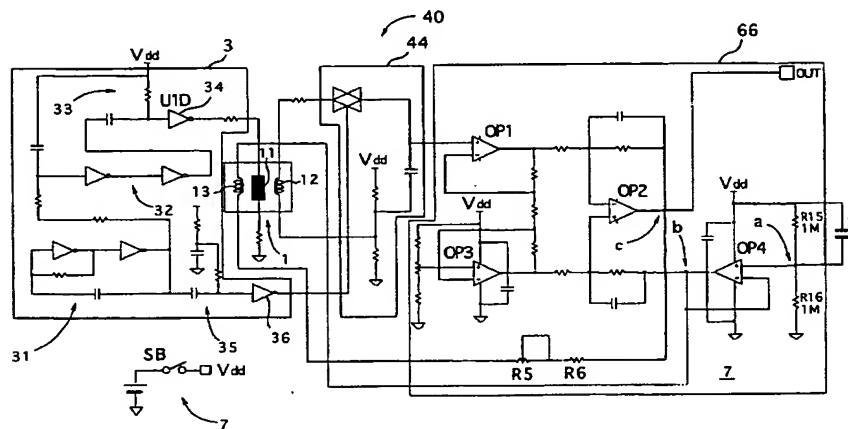 40
3
44
66
Vdd
OUT
33
U1D
34
OP1
11
Vdd
13
12
OP2
Vdd
32
Vdd
b
R15
1M
a
OP3
c
OP4
1
R16
1M
31
35
36
R5
R6
7
SB
Vdd
7